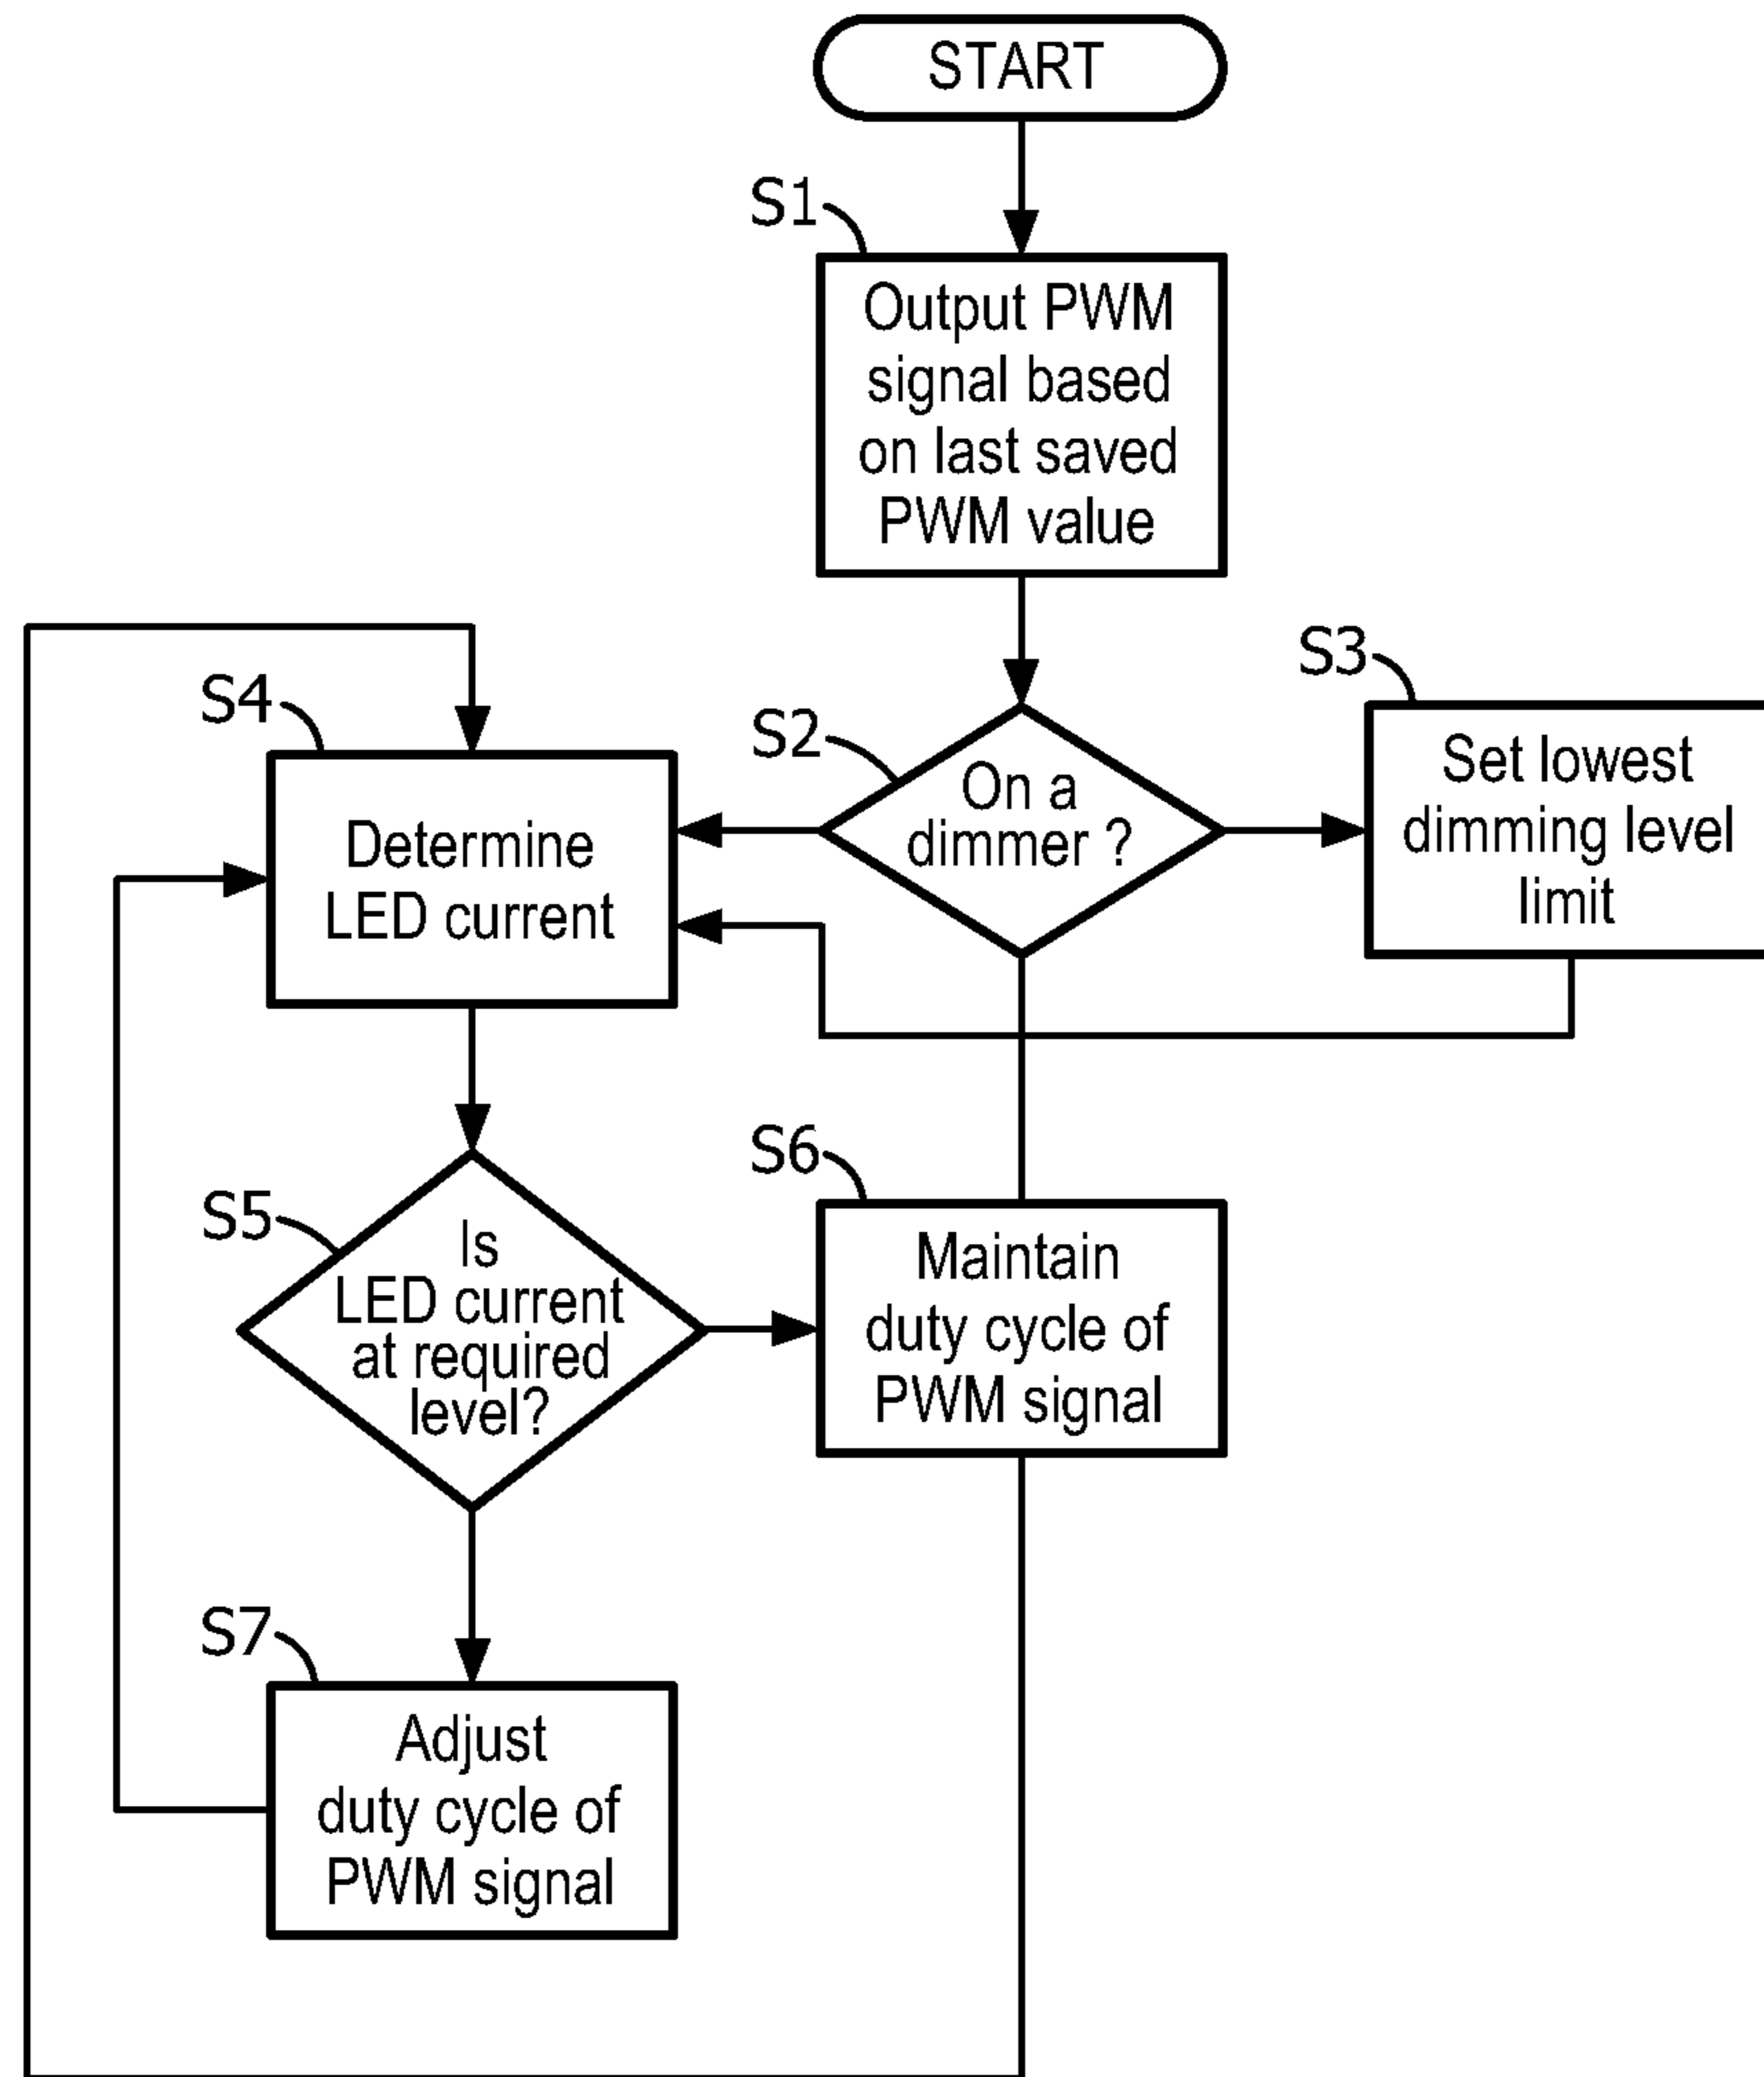 START
S1
Output PWM
signal based
on last saved
PWM value
S2
On a
dimmer ?
S3
Set lowest
dimming level
limit
S4
Determine
LED current
S5
Is
LED current
at required
level?
S6
Maintain
duty cycle of
PWM signal
S7
Adjust
duty cycle of
PWM signal